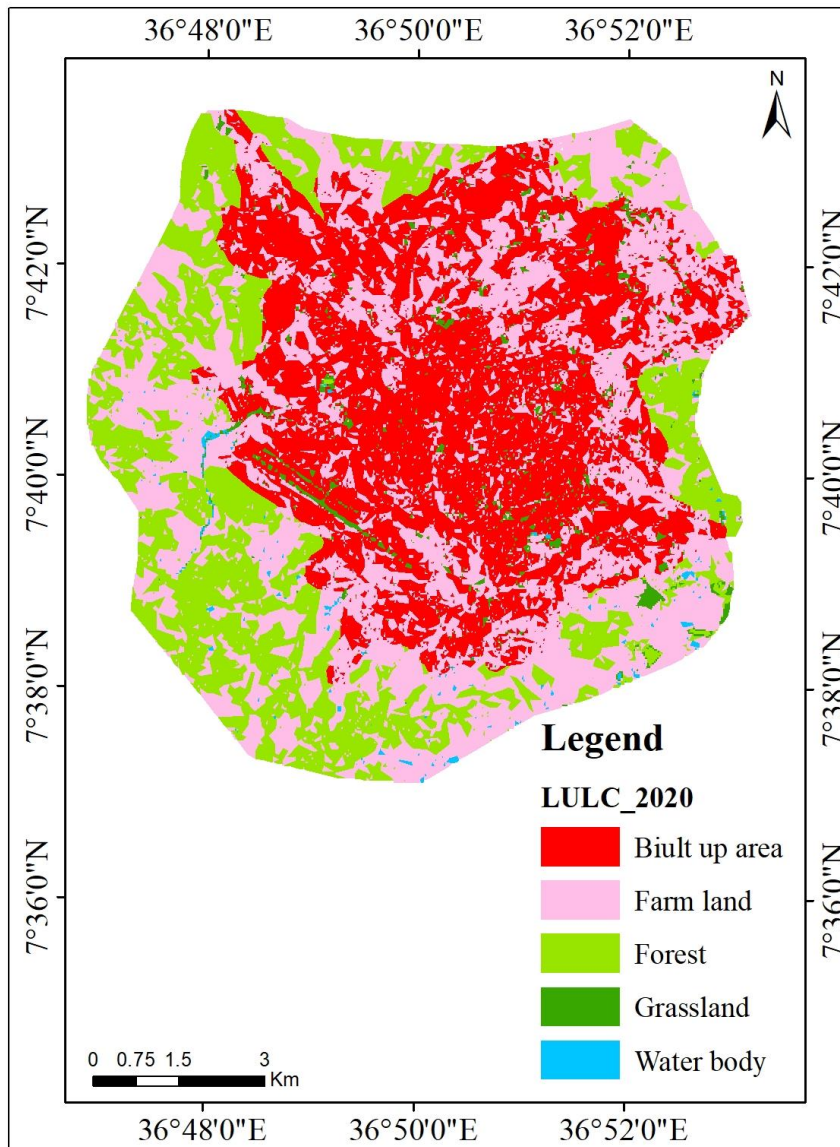 36°48'0"E 36°50'0"E 36°52'0"E
N
7°42'0"N 7°42'0"N
7°40'0"N 7°40'0"N
7°38'0"N 7°38'0"N
Legend
LULC_2020
Biult up area
7°36'0"N 7°36'0"N
Farm land
Forest
Grassland
Water body
0 0.75 1.5 3
Km
36°48'0"E 36°50'0"E 36°52'0"E